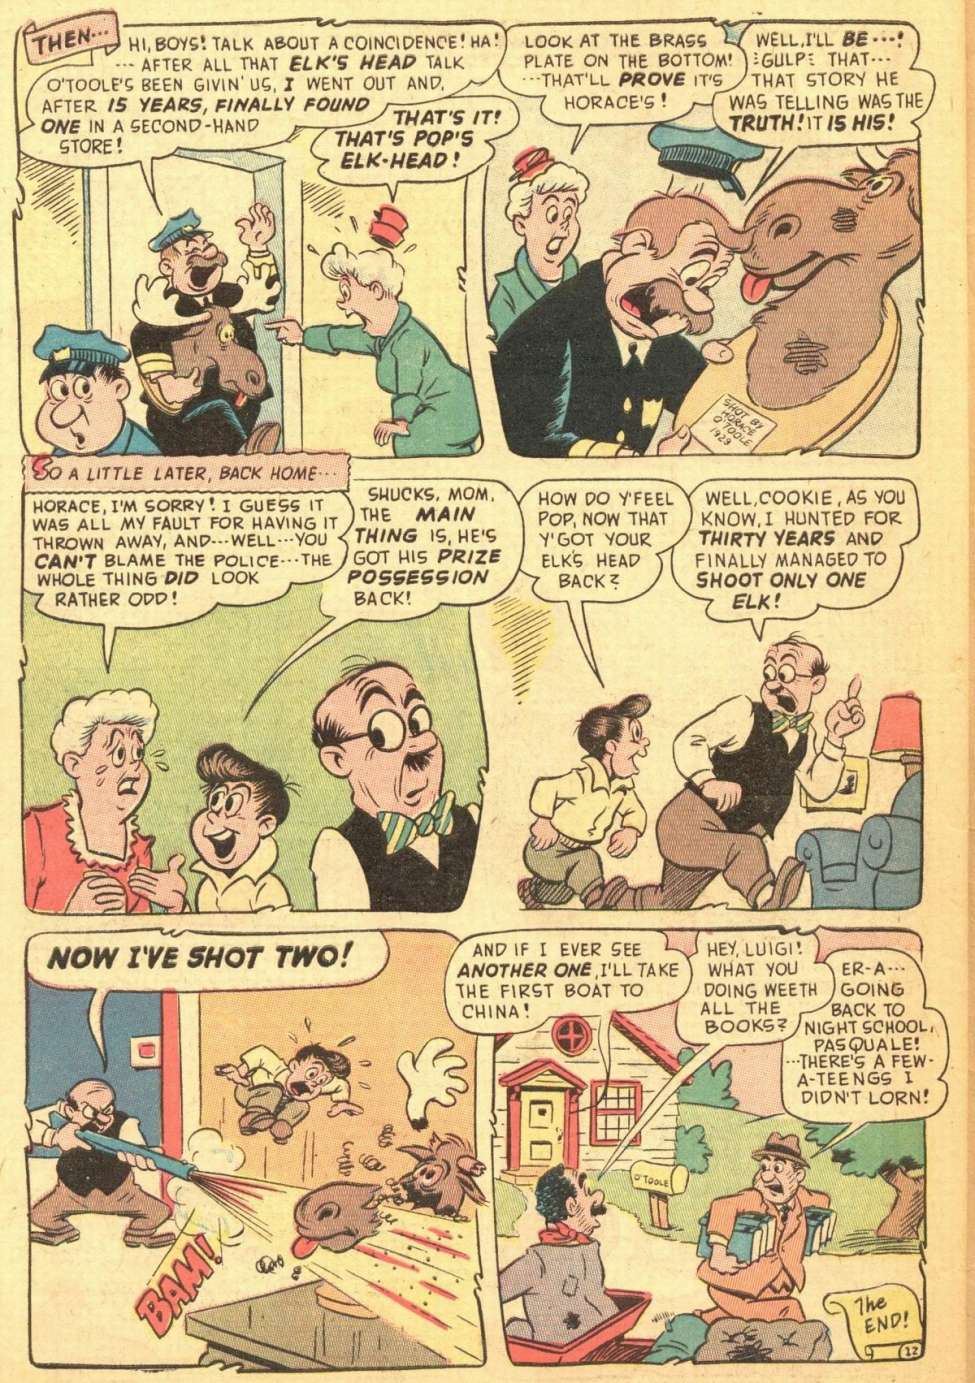 THEN...
HI, BOYS! TALK ABOUT A COINCIDENCE! HA!
... AFTER ALL THAT ELK'S HEAD TALK
O'TOOLE'S BEEN GIVIN' US, I WENT OUT AND,
AFTER 15 YEARS, FINALLY FOUND
ONE IN A SECOND-HAND
STORE!
THAT'S IT!
THAT'S POP'S
ELK-HEAD!
LOOK AT THE BRASS
PLATE ON THE BOTTOM!
...THAT'LL PROVE IT'S
HORACE'S!
WELL, I'LL BE...!
GULP THAT...
THAT STORY HE
WAS TELLING WAS THE
TRUTH! IT IS HIS!
SHOT BY
HORACE
O'TOOLE
1923
SO A LITTLE LATER, BACK HOME...
HORACE, I'M SORRY! I GUESS IT
WAS ALL MY FAULT FOR HAVING IT
THROWN AWAY, AND...WELL...YOU
CAN'T BLAME THE POLICE...THE
WHOLE THING DID LOOK
RATHER ODD!
SHUCKS, MOM,
THE MAIN
THING IS, HE'S
GOT HIS PRIZE
POSSESSION
BACK!
HOW DO Y'FEEL
POP, NOW THAT
Y'GOT YOUR
ELK'S HEAD
BACK?
WELL, COOKIE, AS YOU
KNOW, I HUNTED FOR
THIRTY YEARS AND
FINALLY MANAGED TO
SHOOT ONLY ONE
ELK!
NOW I'VE SHOT TWO!
BAM!
AND IF I EVER SEE
ANOTHER ONE, I'LL TAKE
THE FIRST BOAT TO
CHINA!
HEY, LUIGI!
WHAT YOU
DOING WEETH
ALL THE
BOOKS?
ER-A...
GOING
BACK TO
NIGHT SCHOOL,
PASQUALE!
...THERE'S A FEW-
A-TEENGS I
DIDN'T LORN!
O'TOOLE
The
END!
12